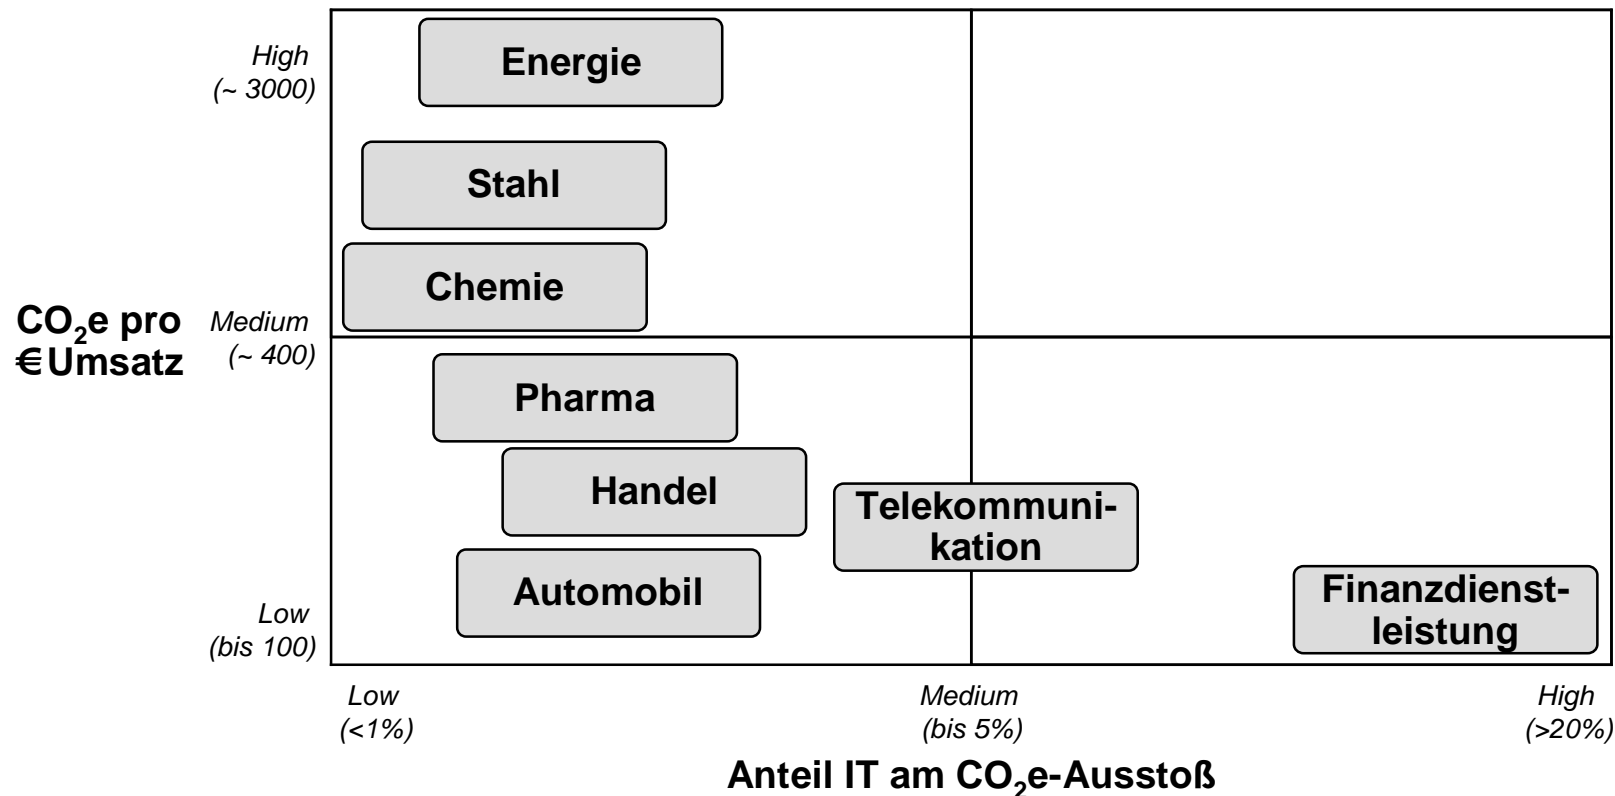 High
(~ 3000)
Energie
Stahl
Chemie
CO₂e pro
€Umsatz
Medium
(~ 400)
Pharma
Handel
Telekommuni-
kation
Automobil
Finanzdienst-
leistung
Low
(bis 100)
Low
(<1%)
Medium
(bis 5%)
High
(>20%)
Anteil IT am CO₂e-Ausstoß